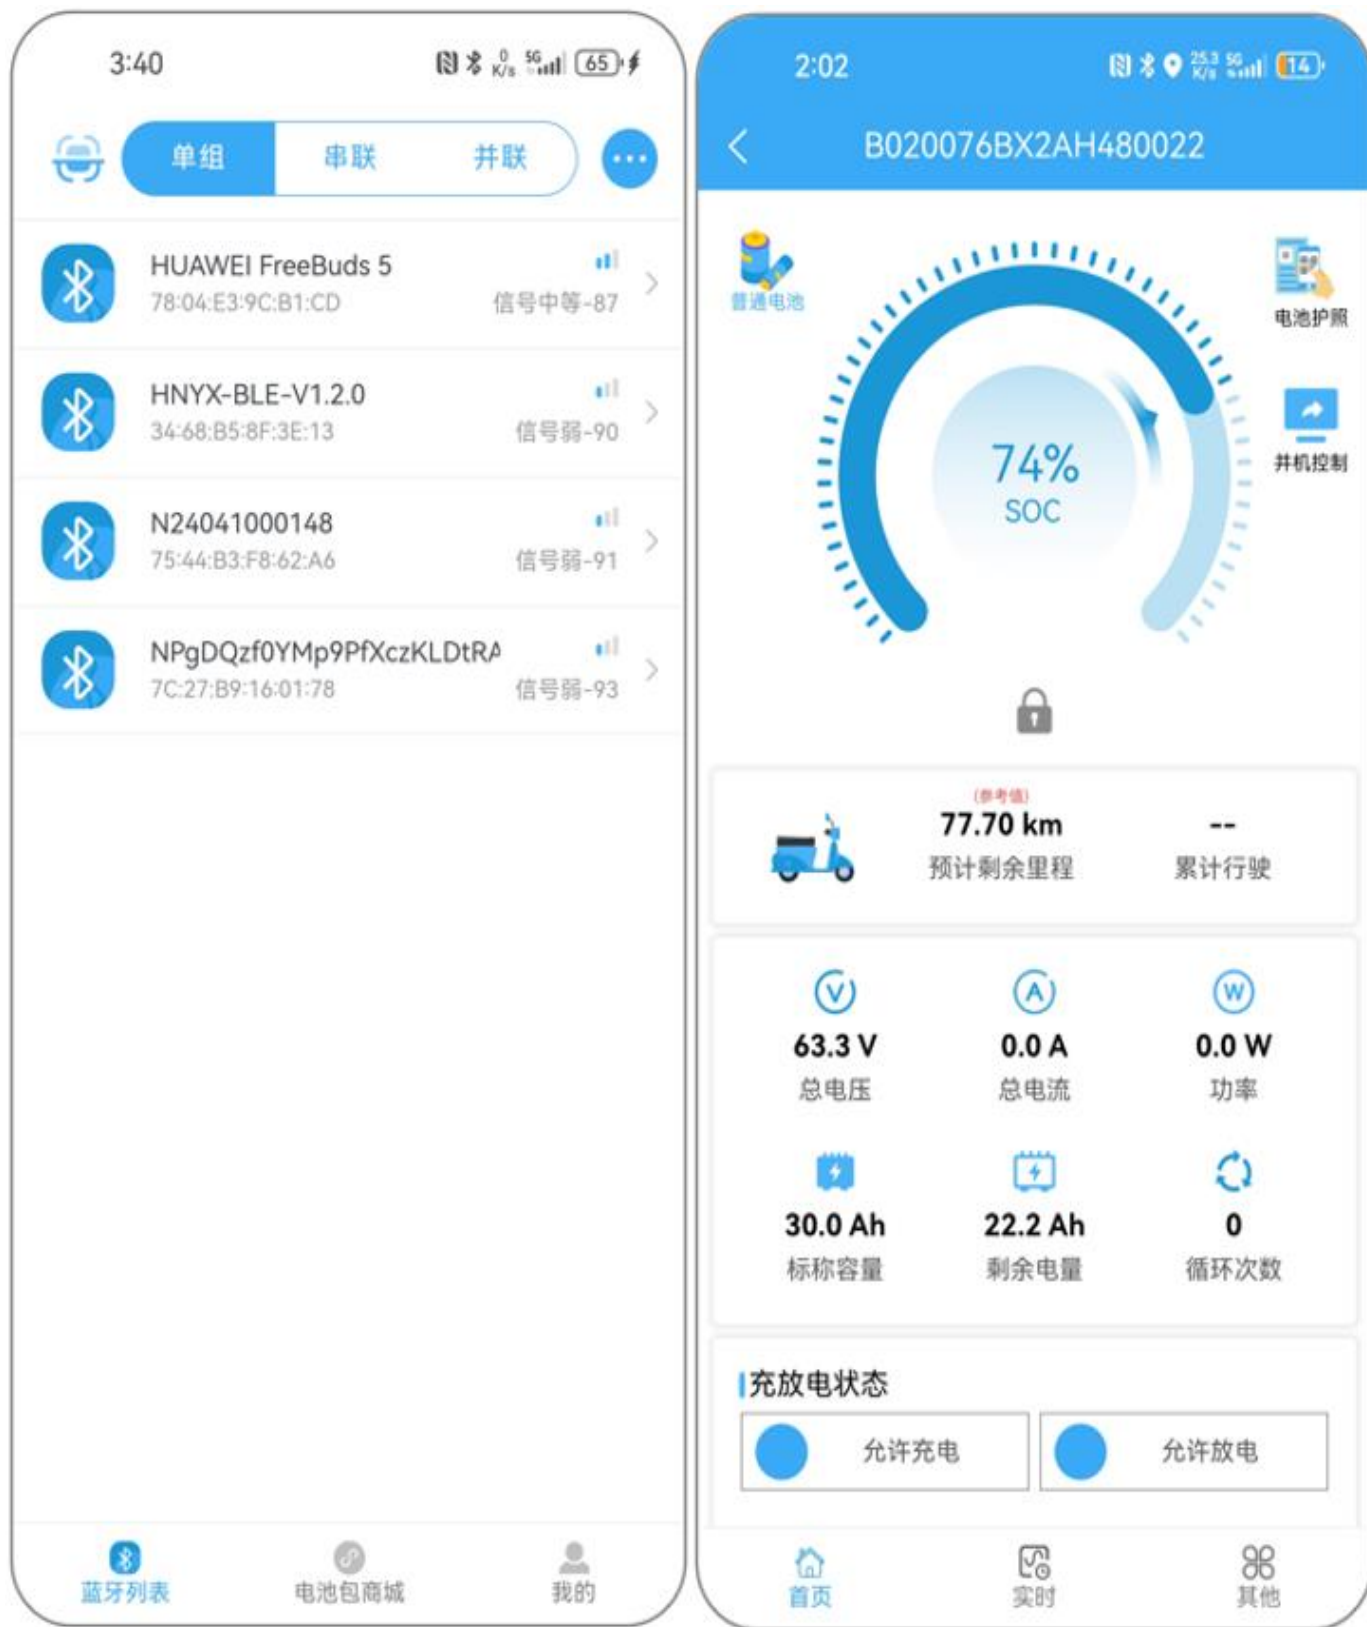 3:40
0 K/s 5G 65
单组 串联 并联
HUAWEI FreeBuds 5
78:04:E3:9C:B1:CD
信号中等-87
HNYX-BLE-V1.2.0
34:68:B5:8F:3E:13
信号弱-90
N24041000148
75:44:B3:F8:62:A6
信号弱-91
NPgDQzf0YMp9PfXczKLDtRA
7C:27:B9:16:01:78
信号弱-93
蓝牙列表 电池包商城 我的
2:02
25.3 K/s 5G 14
B020076BX2AH480022
普通电池
电池护照
并机控制
74%
SOC
(参考值)
77.70 km --
预计剩余里程 累计行驶
V A W
63.3 V 0.0 A 0.0 W
总电压 总电流 功率
30.0 Ah 22.2 Ah 0
标称容量 剩余电量 循环次数
充放电状态
允许充电 允许放电
首页 实时 其他